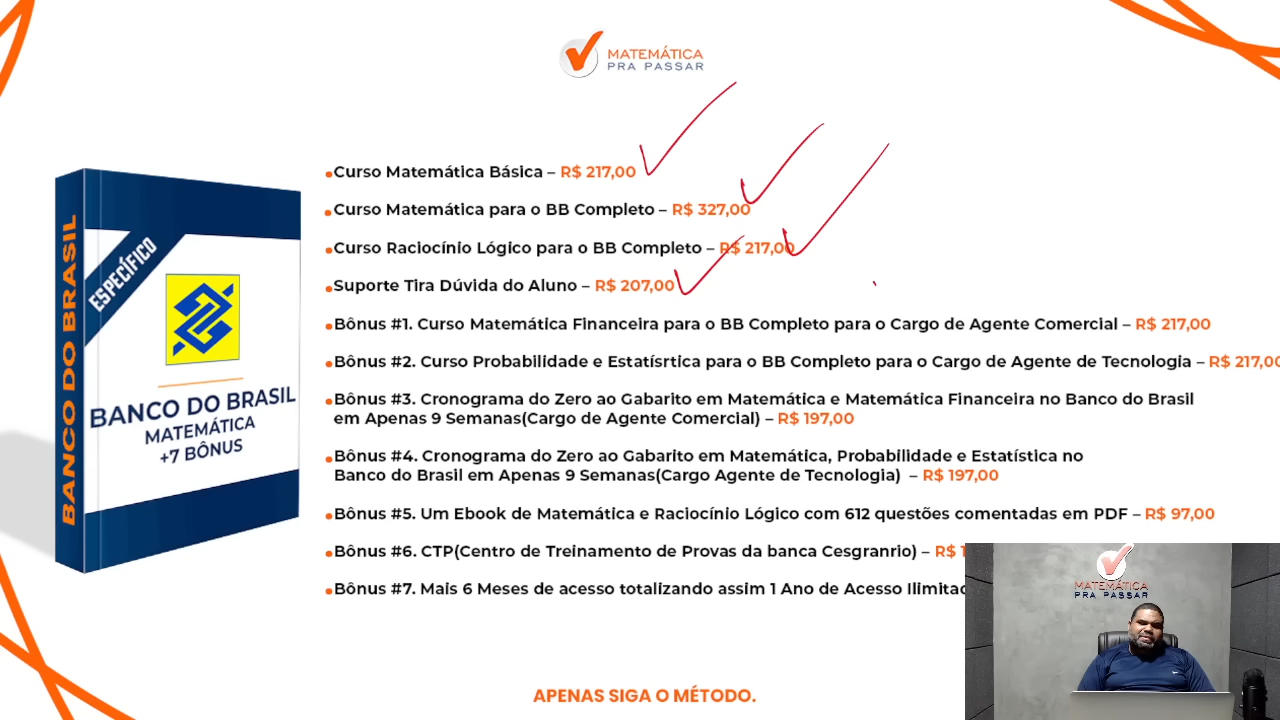 MATEMÁTICA
PRA PASSAR
Curso Matemática Básica – R$ 217,00
Curso Matemática para o BB Completo – R$ 327,00
Curso Raciocínio Lógico para o BB Completo – R$ 217,00
Suporte Tira Dúvida do Aluno – R$ 207,00
Bônus #1. Curso Matemática Financeira para o BB Completo para o Cargo de Agente Comercial – R$ 217,00
Bônus #2. Curso Probabilidade e Estatísrtica para o BB Completo para o Cargo de Agente de Tecnologia – R$ 217,00
Bônus #3. Cronograma do Zero ao Gabarito em Matemática e Matemática Financeira no Banco do Brasil
em Apenas 9 Semanas(Cargo de Agente Comercial) – R$ 197,00
Bônus #4. Cronograma do Zero ao Gabarito em Matemática, Probabilidade e Estatística no
Banco do Brasil em Apenas 9 Semanas(Cargo Agente de Tecnologia) – R$ 197,00
Bônus #5. Um Ebook de Matemática e Raciocínio Lógico com 612 questões comentadas em PDF – R$ 97,00
Bônus #6. CTP(Centro de Treinamento de Provas da banca Cesgranrio) – R$
Bônus #7. Mais 6 Meses de acesso totalizando assim 1 Ano de Acesso
BANCO DO BRASIL
ESPECÍFICO
BANCO DO BRASIL
MATEMÁTICA
+7 BÔNUS
MATEMÁTICA
PRA PASSAR
APENAS SIGA O MÉTODO.